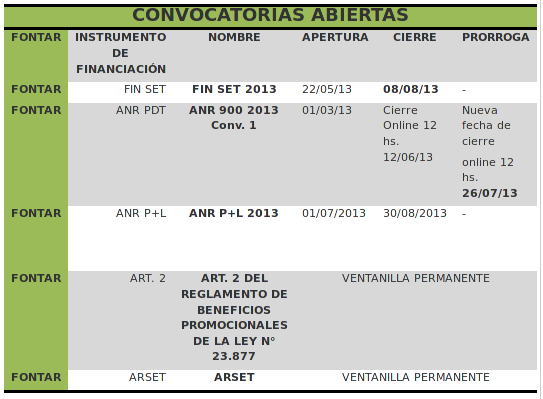 CONVOCATORIAS ABIERTAS
FONTAR INSTRUMENTO DE FINANCIACIÓN NOMBRE APERTURA CIERRE PRORROGA
FONTAR FIN SET FIN SET 2013 22/05/13 08/08/13 -
FONTAR ANR PDT ANR 900 2013 Conv. 1 01/03/13 Cierre Online 12 hs. 12/06/13 Nueva fecha de cierre online 12 hs. 26/07/13
FONTAR ANR P+L ANR P+L 2013 01/07/2013 30/08/2013 -
FONTAR ART. 2 ART. 2 DEL REGLAMENTO DE BENEFICIOS PROMOCIONALES DE LA LEY N° 23.877 VENTANILLA PERMANENTE
FONTAR ARSET ARSET VENTANILLA PERMANENTE